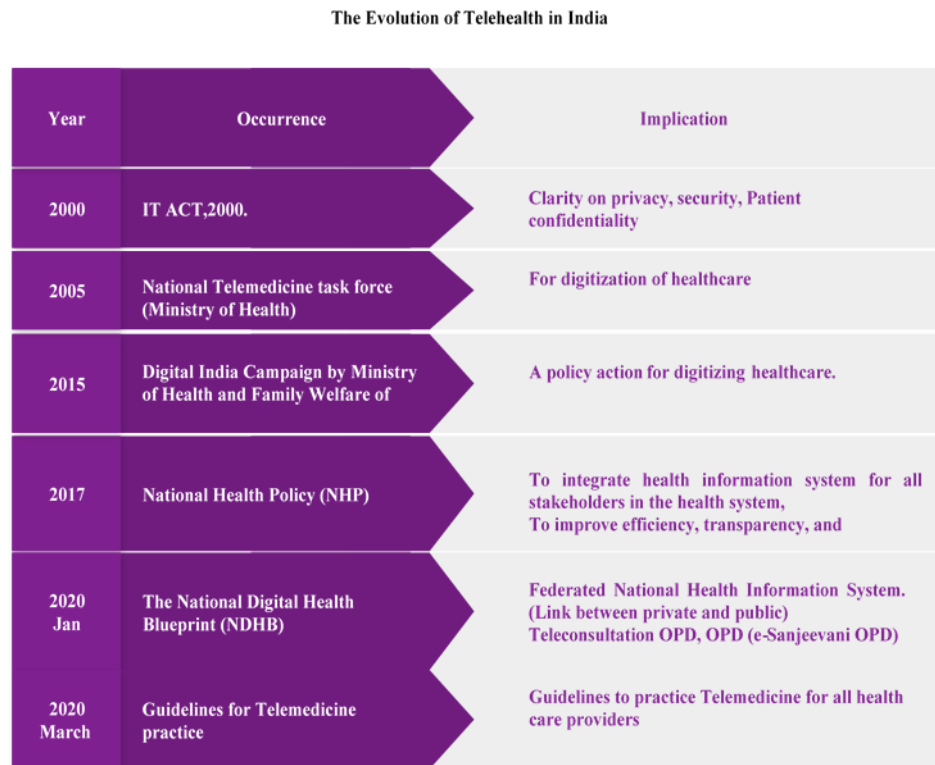 The Evolution of Telehealth in India
Year
Occurrence
Implication
2000
IT ACT,2000.
Clarity on privacy, security, Patient
confidentiality
2005
National Telemedicine task force
(Ministry of Health)
For digitization of healthcare
2015
Digital India Campaign by Ministry
of Health and Family Welfare of
A policy action for digitizing healthcare.
2017
National Health Policy (NHP)
To integrate health information system for all
stakeholders in the health system,
To improve efficiency, transparency, and
2020
Jan
The National Digital Health
Blueprint (NDHB)
Federated National Health Information System.
(Link between private and public)
Teleconsultation OPD, OPD (e-Sanjeevani OPD)
2020
March
Guidelines for Telemedicine
practice
Guidelines to practice Telemedicine for all health
care providers